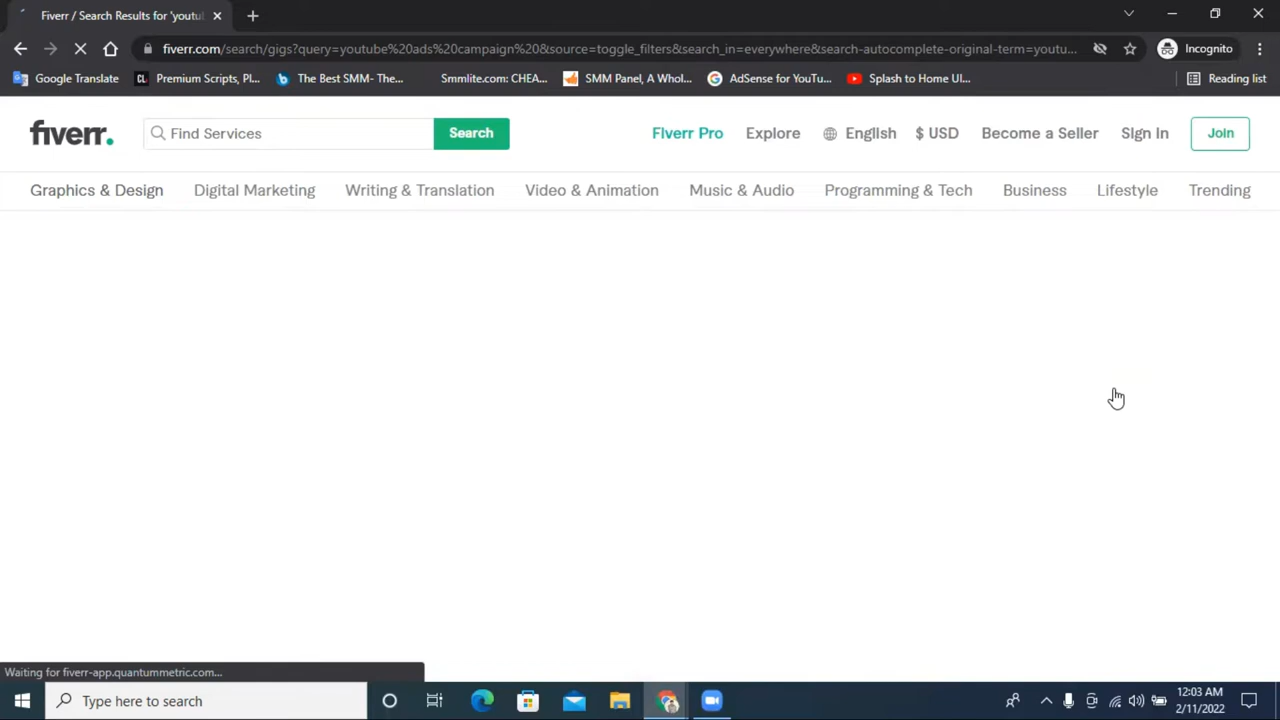 Fiverr / Search Results for 'youtu
fiverr.com/search/gigs?query=youtube%20ads%20campaign%20&source=toggle_filters&search_in=everywhere&search-autocomplete-original-term=youtu...
Incognito
Google Translate
CL Premium Scripts, Pl...
b The Best SMM- The...
Smmlite.com: CHEA...
SMM Panel, A Whol...
G AdSense for YouTu...
Splash to Home UI...
Reading list
fiverr.
Find Services
Search
Fiverr Pro
Explore
English
$ USD
Become a Seller
Sign In
Join
Graphics & Design
Digital Marketing
Writing & Translation
Video & Animation
Music & Audio
Programming & Tech
Business
Lifestyle
Trending
Waiting for fiverr-app.quantummetric.com...
Type here to search
12:03 AM
2/11/2022